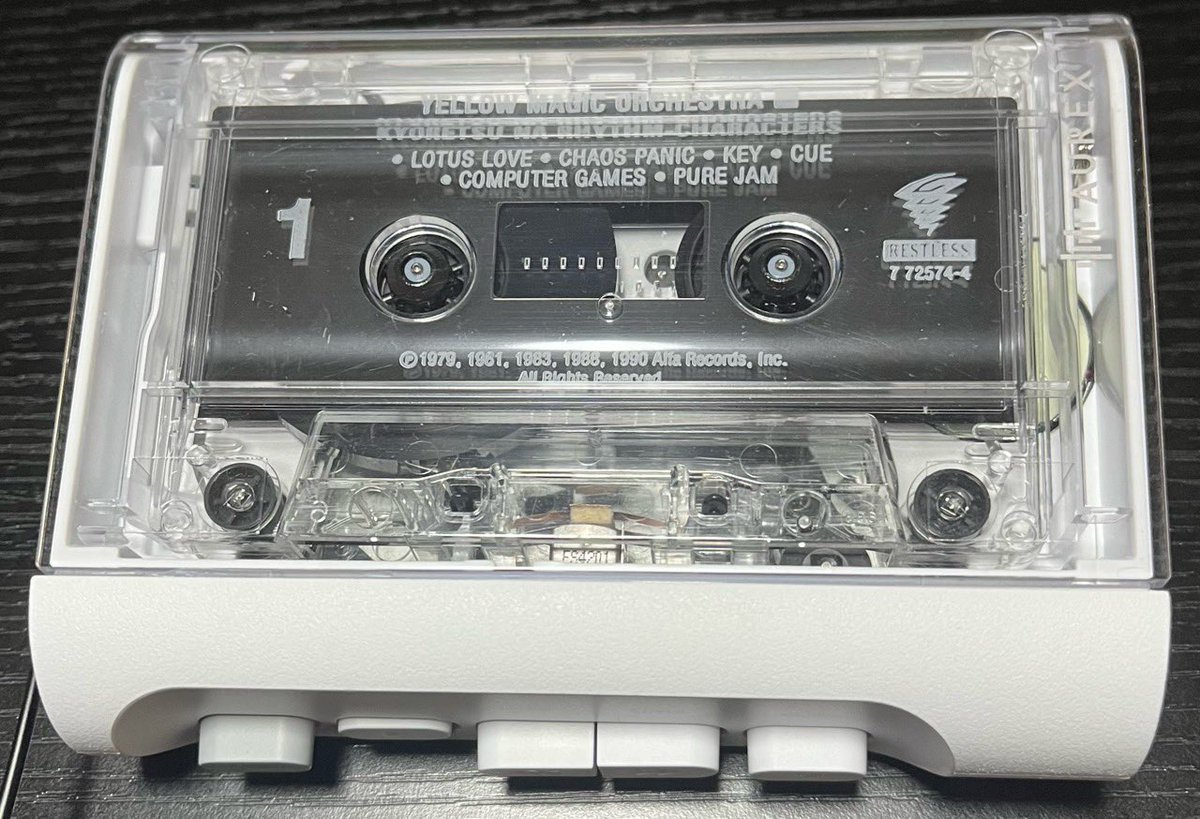 YELLOW MAGIC ORCHESTRA
KYORETSU NA RHYTHM CHARACTERS
• LOTUS LOVE • CHAOS PANIC • KEY • CUE
• COMPUTER GAMES • PURE JAM
1
RESTLESS
7 72574-4
LAUREX
℗1979, 1981, 1983, 1988, 1990 Alfa Records, Inc.
All Rights Reserved